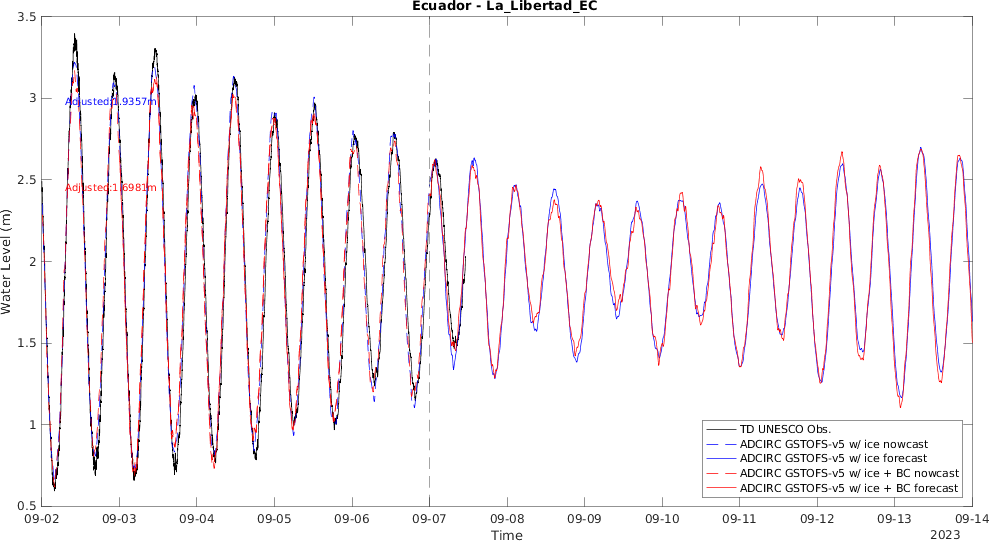 Ecuador - La_Libertad_EC
3.5
3
2.5
2
1.5
1
0.5
Water Level (m)
Adjusted:1.9357m
Adjusted:1.6981m
TD UNESCO Obs.
ADCIRC GSTOFS-v5 w/ ice nowcast
ADCIRC GSTOFS-v5 w/ ice forecast
ADCIRC GSTOFS-v5 w/ ice + BC nowcast
ADCIRC GSTOFS-v5 w/ ice + BC forecast
09-02 09-03 09-04 09-05 09-06 09-07 09-08 09-09 09-10 09-11 09-12 09-13 09-14
Time
2023